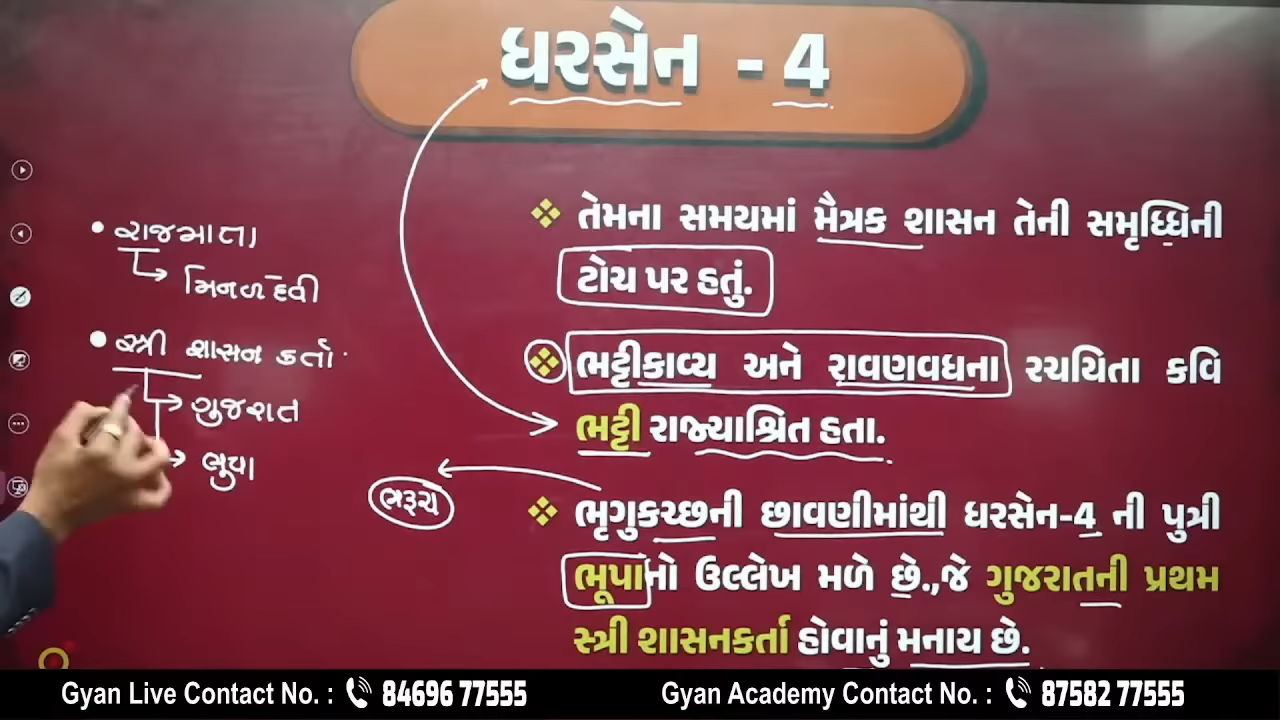 ધરસેન - 4
તેમના સમયમાં મૈત્રક શાસન તેની સમૃધ્ધિની
ટોચ પર હતું.
ભટ્ટીકાવ્ય અને રાવણવધના રચયિતા કવિ
ભટ્ટી રાજ્યાશ્રિત હતા.
ભૃગુકચ્છની છાવણીમાંથી ધરસેન-4 ની પુત્રી
ભૂપાનો ઉલ્લેખ મળે છે.,જે ગુજરાતની પ્રથમ
સ્ત્રી શાસનકર્તા હોવાનું મનાય છે.
રાજમાતા
મિનળદેવી
સ્ત્રી શાસન કર્તા
ગુજરાત
ભુપા
ભરૂચ
Gyan Live Contact No. : 84696 77555
Gyan Academy Contact No. : 87582 77555